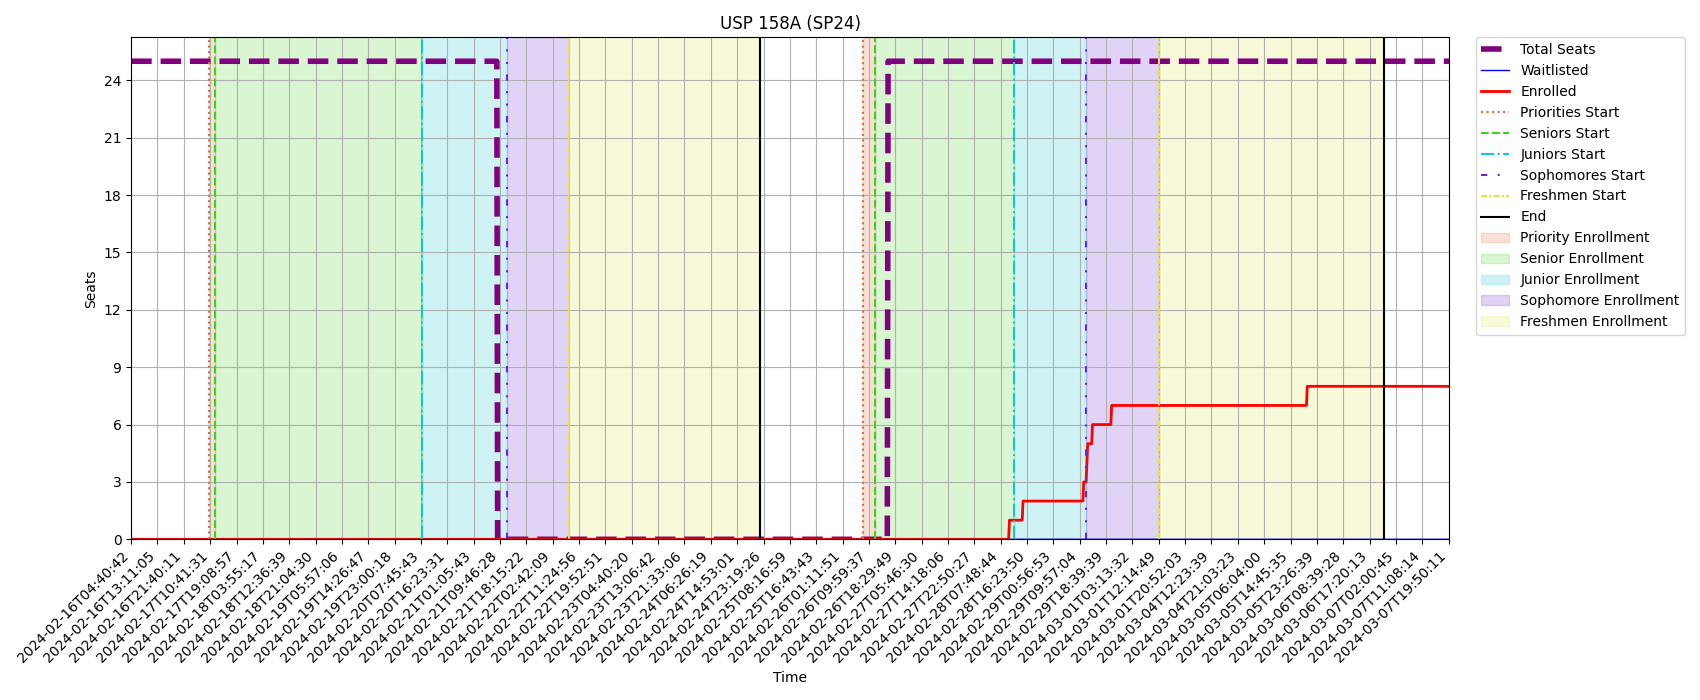 USP 158A (SP24)
Seats
24
21
18
15
12
9
6
3
0
2024-02-16T04:40:42
2024-02-16T13:11:05
2024-02-16T21:40:11
2024-02-17T10:41:31
2024-02-17T19:08:57
2024-02-18T03:55:17
2024-02-18T12:36:39
2024-02-18T21:04:30
2024-02-19T05:57:06
2024-02-19T14:26:47
2024-02-19T23:00:18
2024-02-20T07:45:43
2024-02-20T16:23:31
2024-02-21T01:05:43
2024-02-21T09:46:28
2024-02-21T18:15:22
2024-02-22T02:42:09
2024-02-22T11:24:56
2024-02-22T19:52:51
2024-02-23T04:40:20
2024-02-23T13:06:42
2024-02-23T21:33:06
2024-02-24T06:26:19
2024-02-24T14:53:01
2024-02-24T23:19:26
2024-02-25T08:16:59
2024-02-25T16:43:43
2024-02-26T01:11:51
2024-02-26T09:59:37
2024-02-26T18:29:49
2024-02-27T05:46:30
2024-02-27T14:18:06
2024-02-27T22:50:27
2024-02-28T07:48:44
2024-02-28T16:23:50
2024-02-29T00:56:53
2024-02-29T09:57:04
2024-02-29T18:39:39
2024-03-01T03:13:32
2024-03-01T12:14:49
2024-03-01T20:52:03
2024-03-04T12:23:39
2024-03-04T21:03:23
2024-03-05T06:04:00
2024-03-05T14:45:35
2024-03-05T23:26:39
2024-03-06T08:39:28
2024-03-06T17:20:13
2024-03-07T02:00:45
2024-03-07T11:08:14
2024-03-07T19:50:11
Time
Total Seats
Waitlisted
Enrolled
Priorities Start
Seniors Start
Juniors Start
Sophomores Start
Freshmen Start
End
Priority Enrollment
Senior Enrollment
Junior Enrollment
Sophomore Enrollment
Freshmen Enrollment